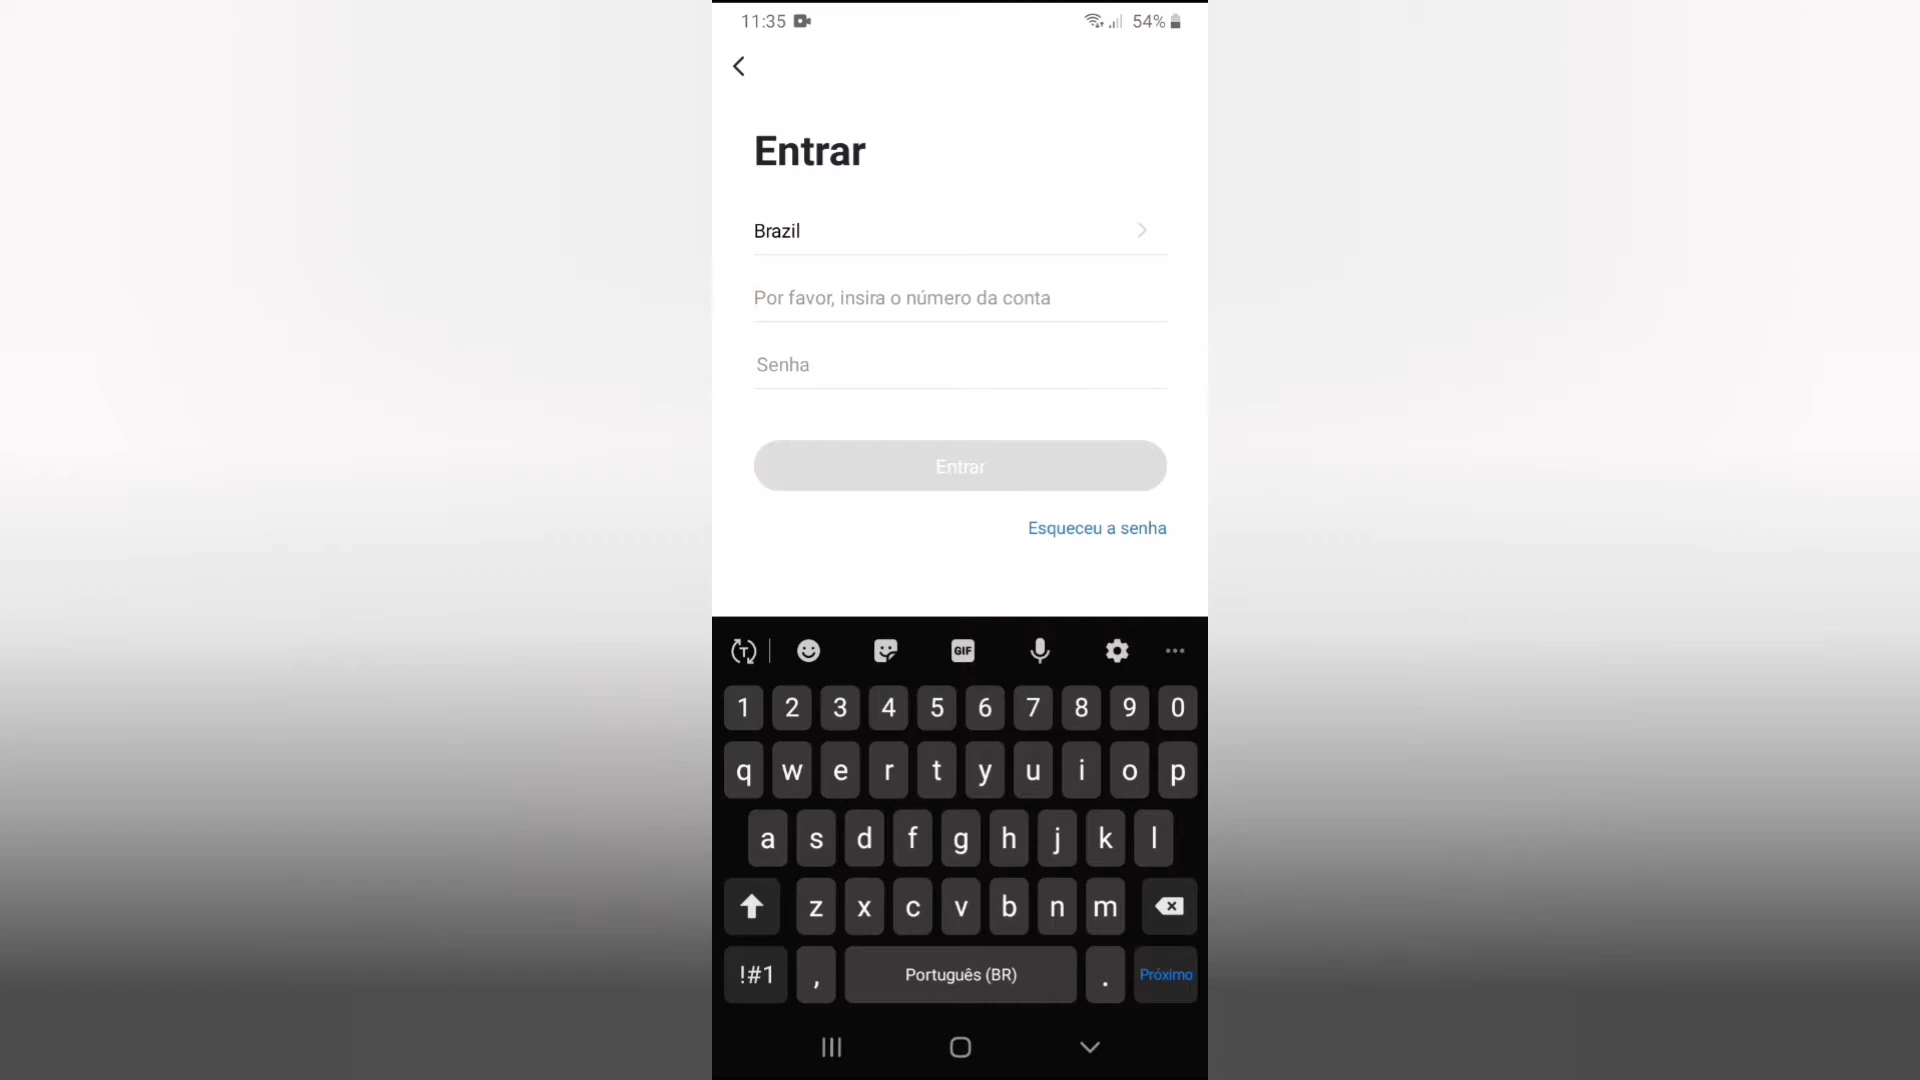 11:35
54%
Entrar
Brazil
Por favor, insira o número da conta
Senha
Entrar
Esqueceu a senha
T
GIF
1 2 3 4 5 6 7 8 9 0
q w e r t y u i o p
a s d f g h j k l
z x c v b n m
!#1 , Português (BR) . Próximo